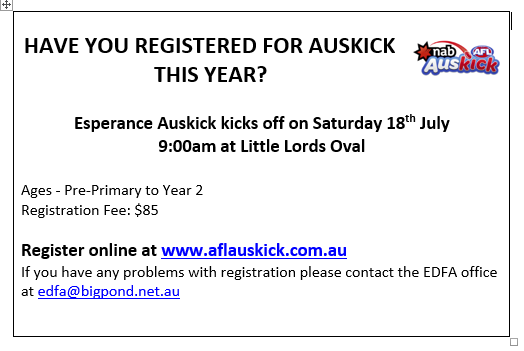 HAVE YOU REGISTERED FOR AUSKICK
THIS YEAR?
nab AFL
Auskick
Esperance Auskick kicks off on Saturday 18th July
9:00am at Little Lords Oval
Ages - Pre-Primary to Year 2
Registration Fee: $85
Register online at www.aflauskick.com.au
If you have any problems with registration please contact the EDFA office
at edfa@bigpond.net.au